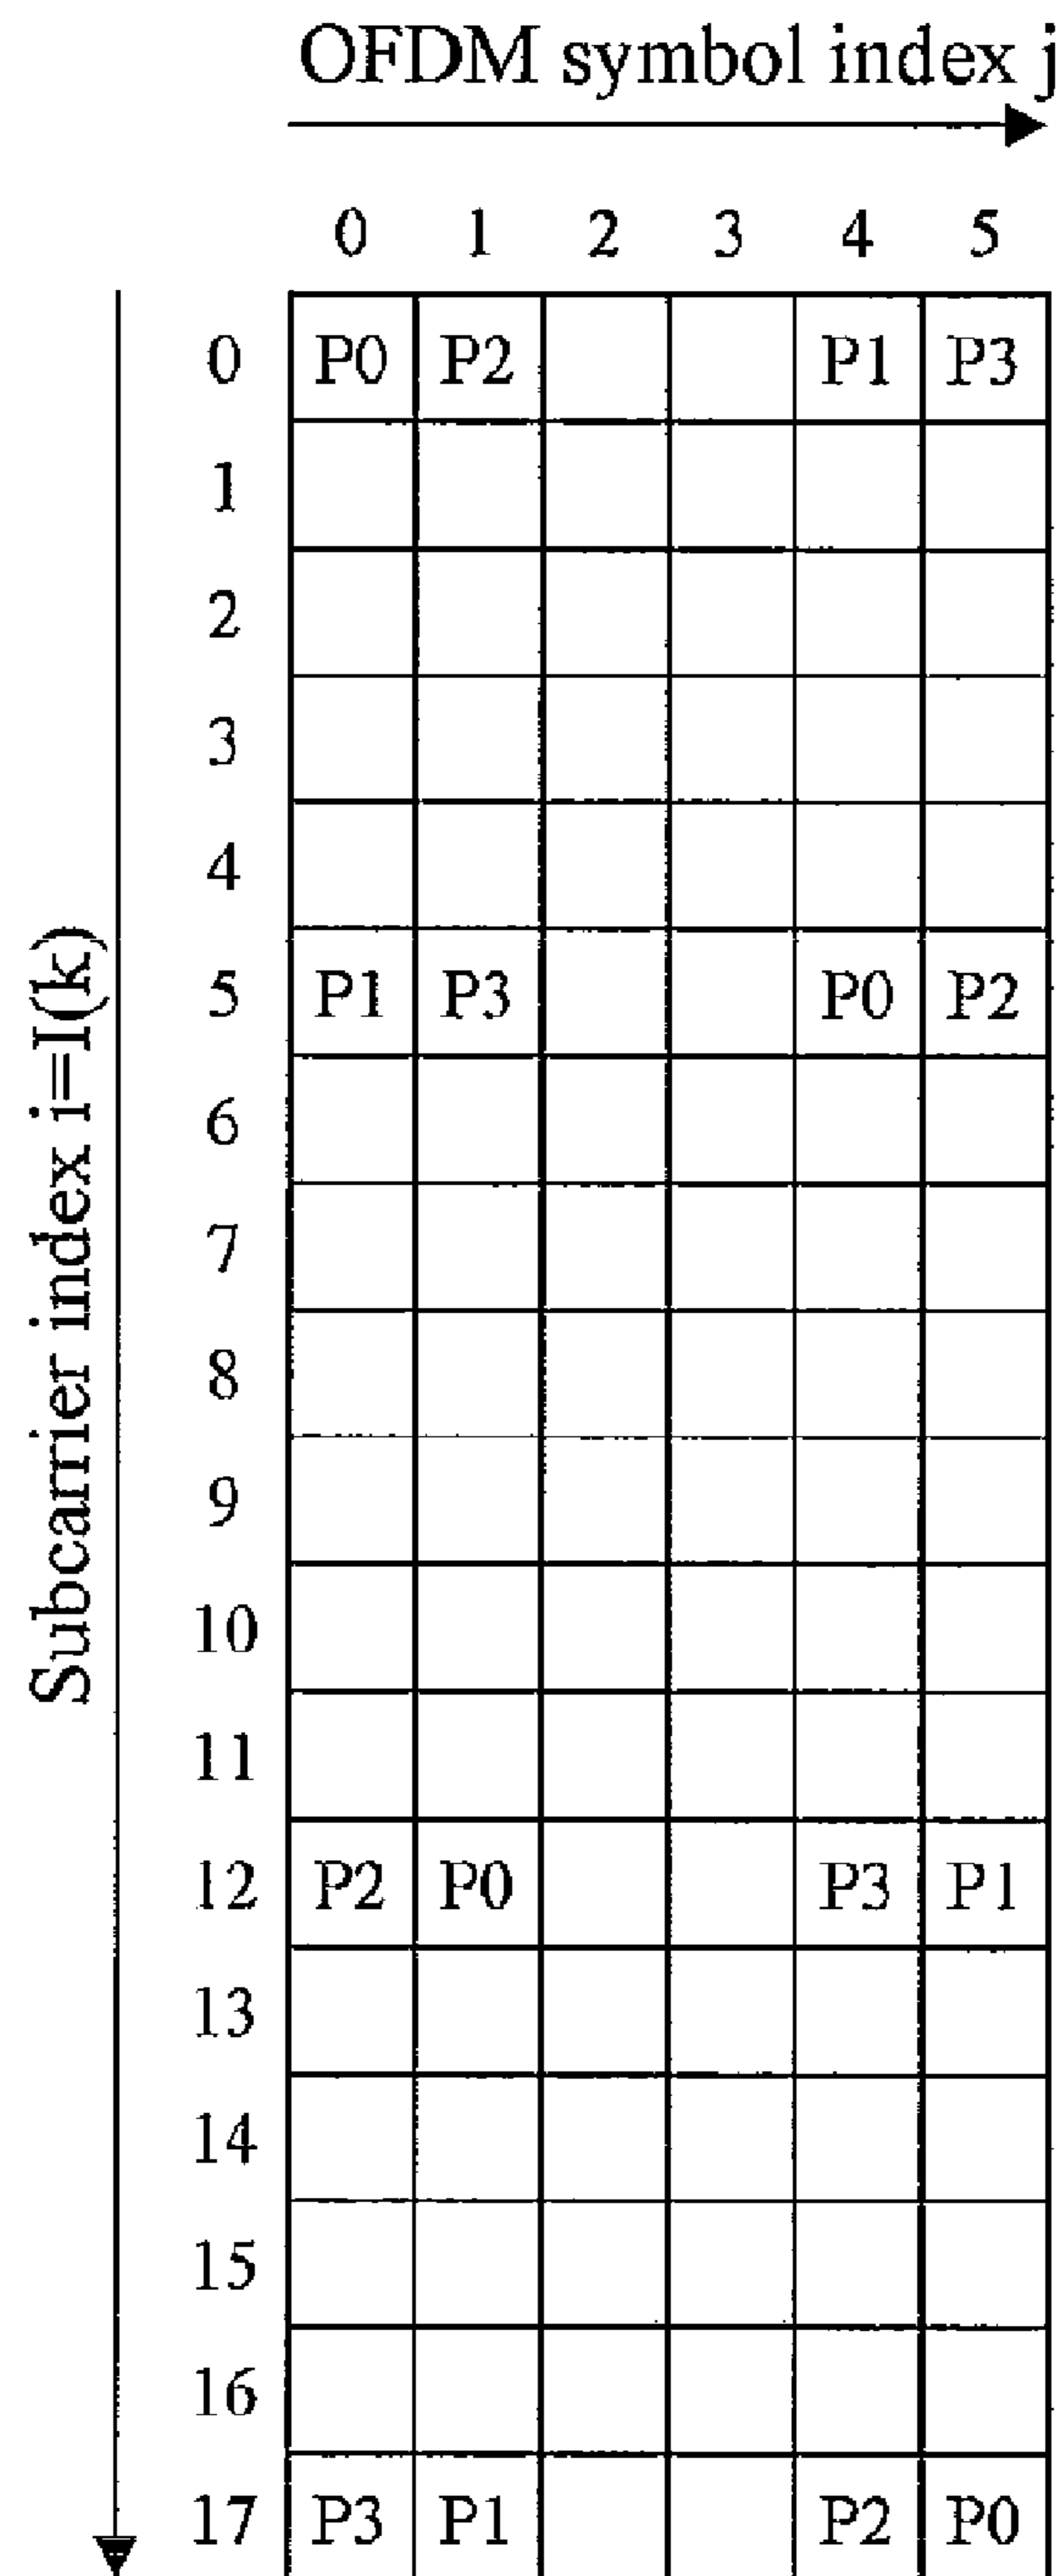 OFDM symbol index j
0 1 2 3 4 5
Subcarrier index i=I(k)
0 P0 P2 P1 P3
1
2
3
4
5 P1 P3 P0 P2
6
7
8
9
10
11
12 P2 P0 P3 P1
13
14
15
16
17 P3 P1 P2 P0